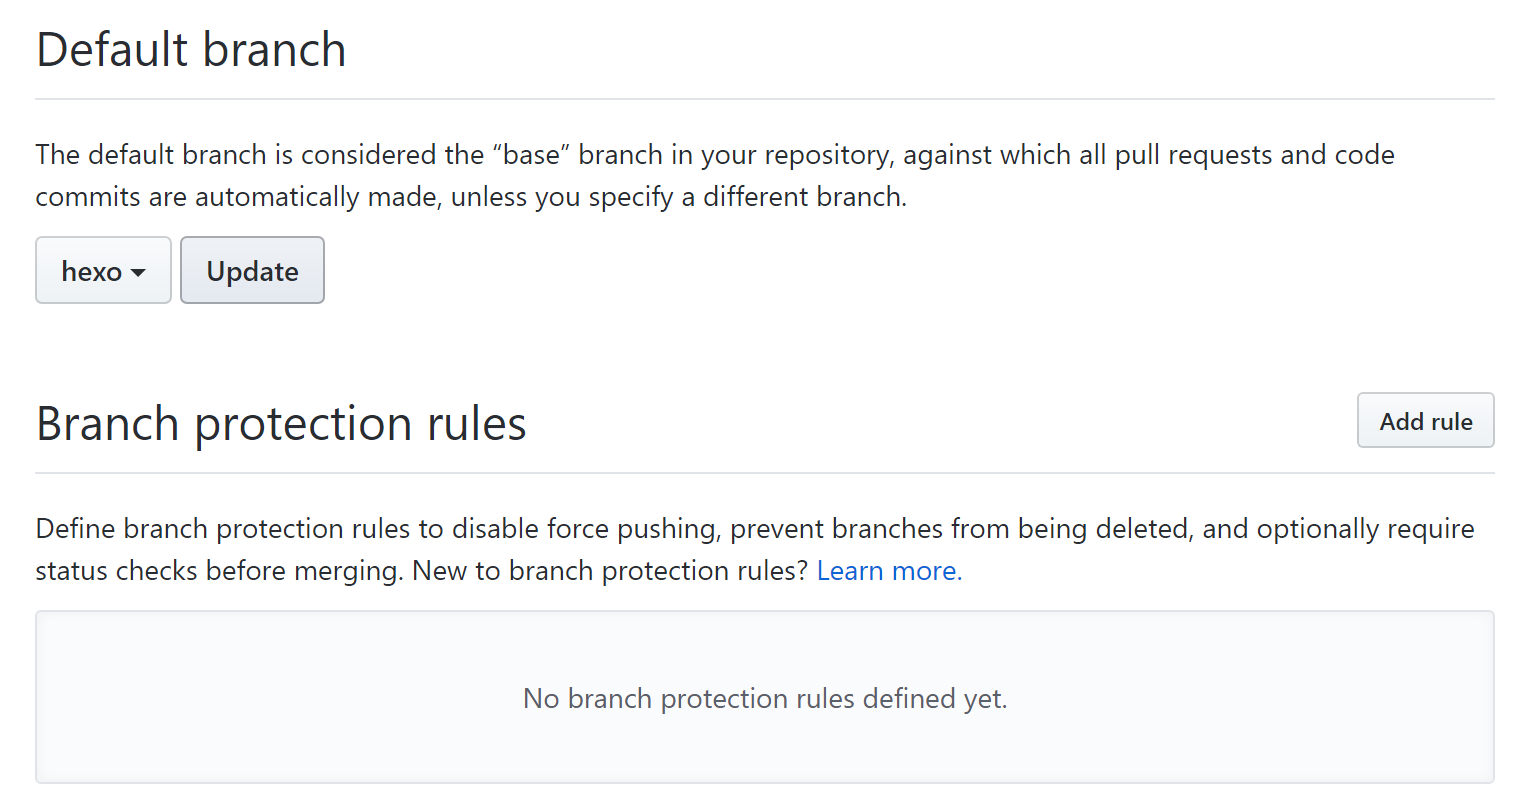 Default branch
The default branch is considered the “base” branch in your repository, against which all pull requests and code
commits are automatically made, unless you specify a different branch.
hexo Update
Branch protection rules Add rule
Define branch protection rules to disable force pushing, prevent branches from being deleted, and optionally require
status checks before merging. New to branch protection rules? Learn more.
No branch protection rules defined yet.